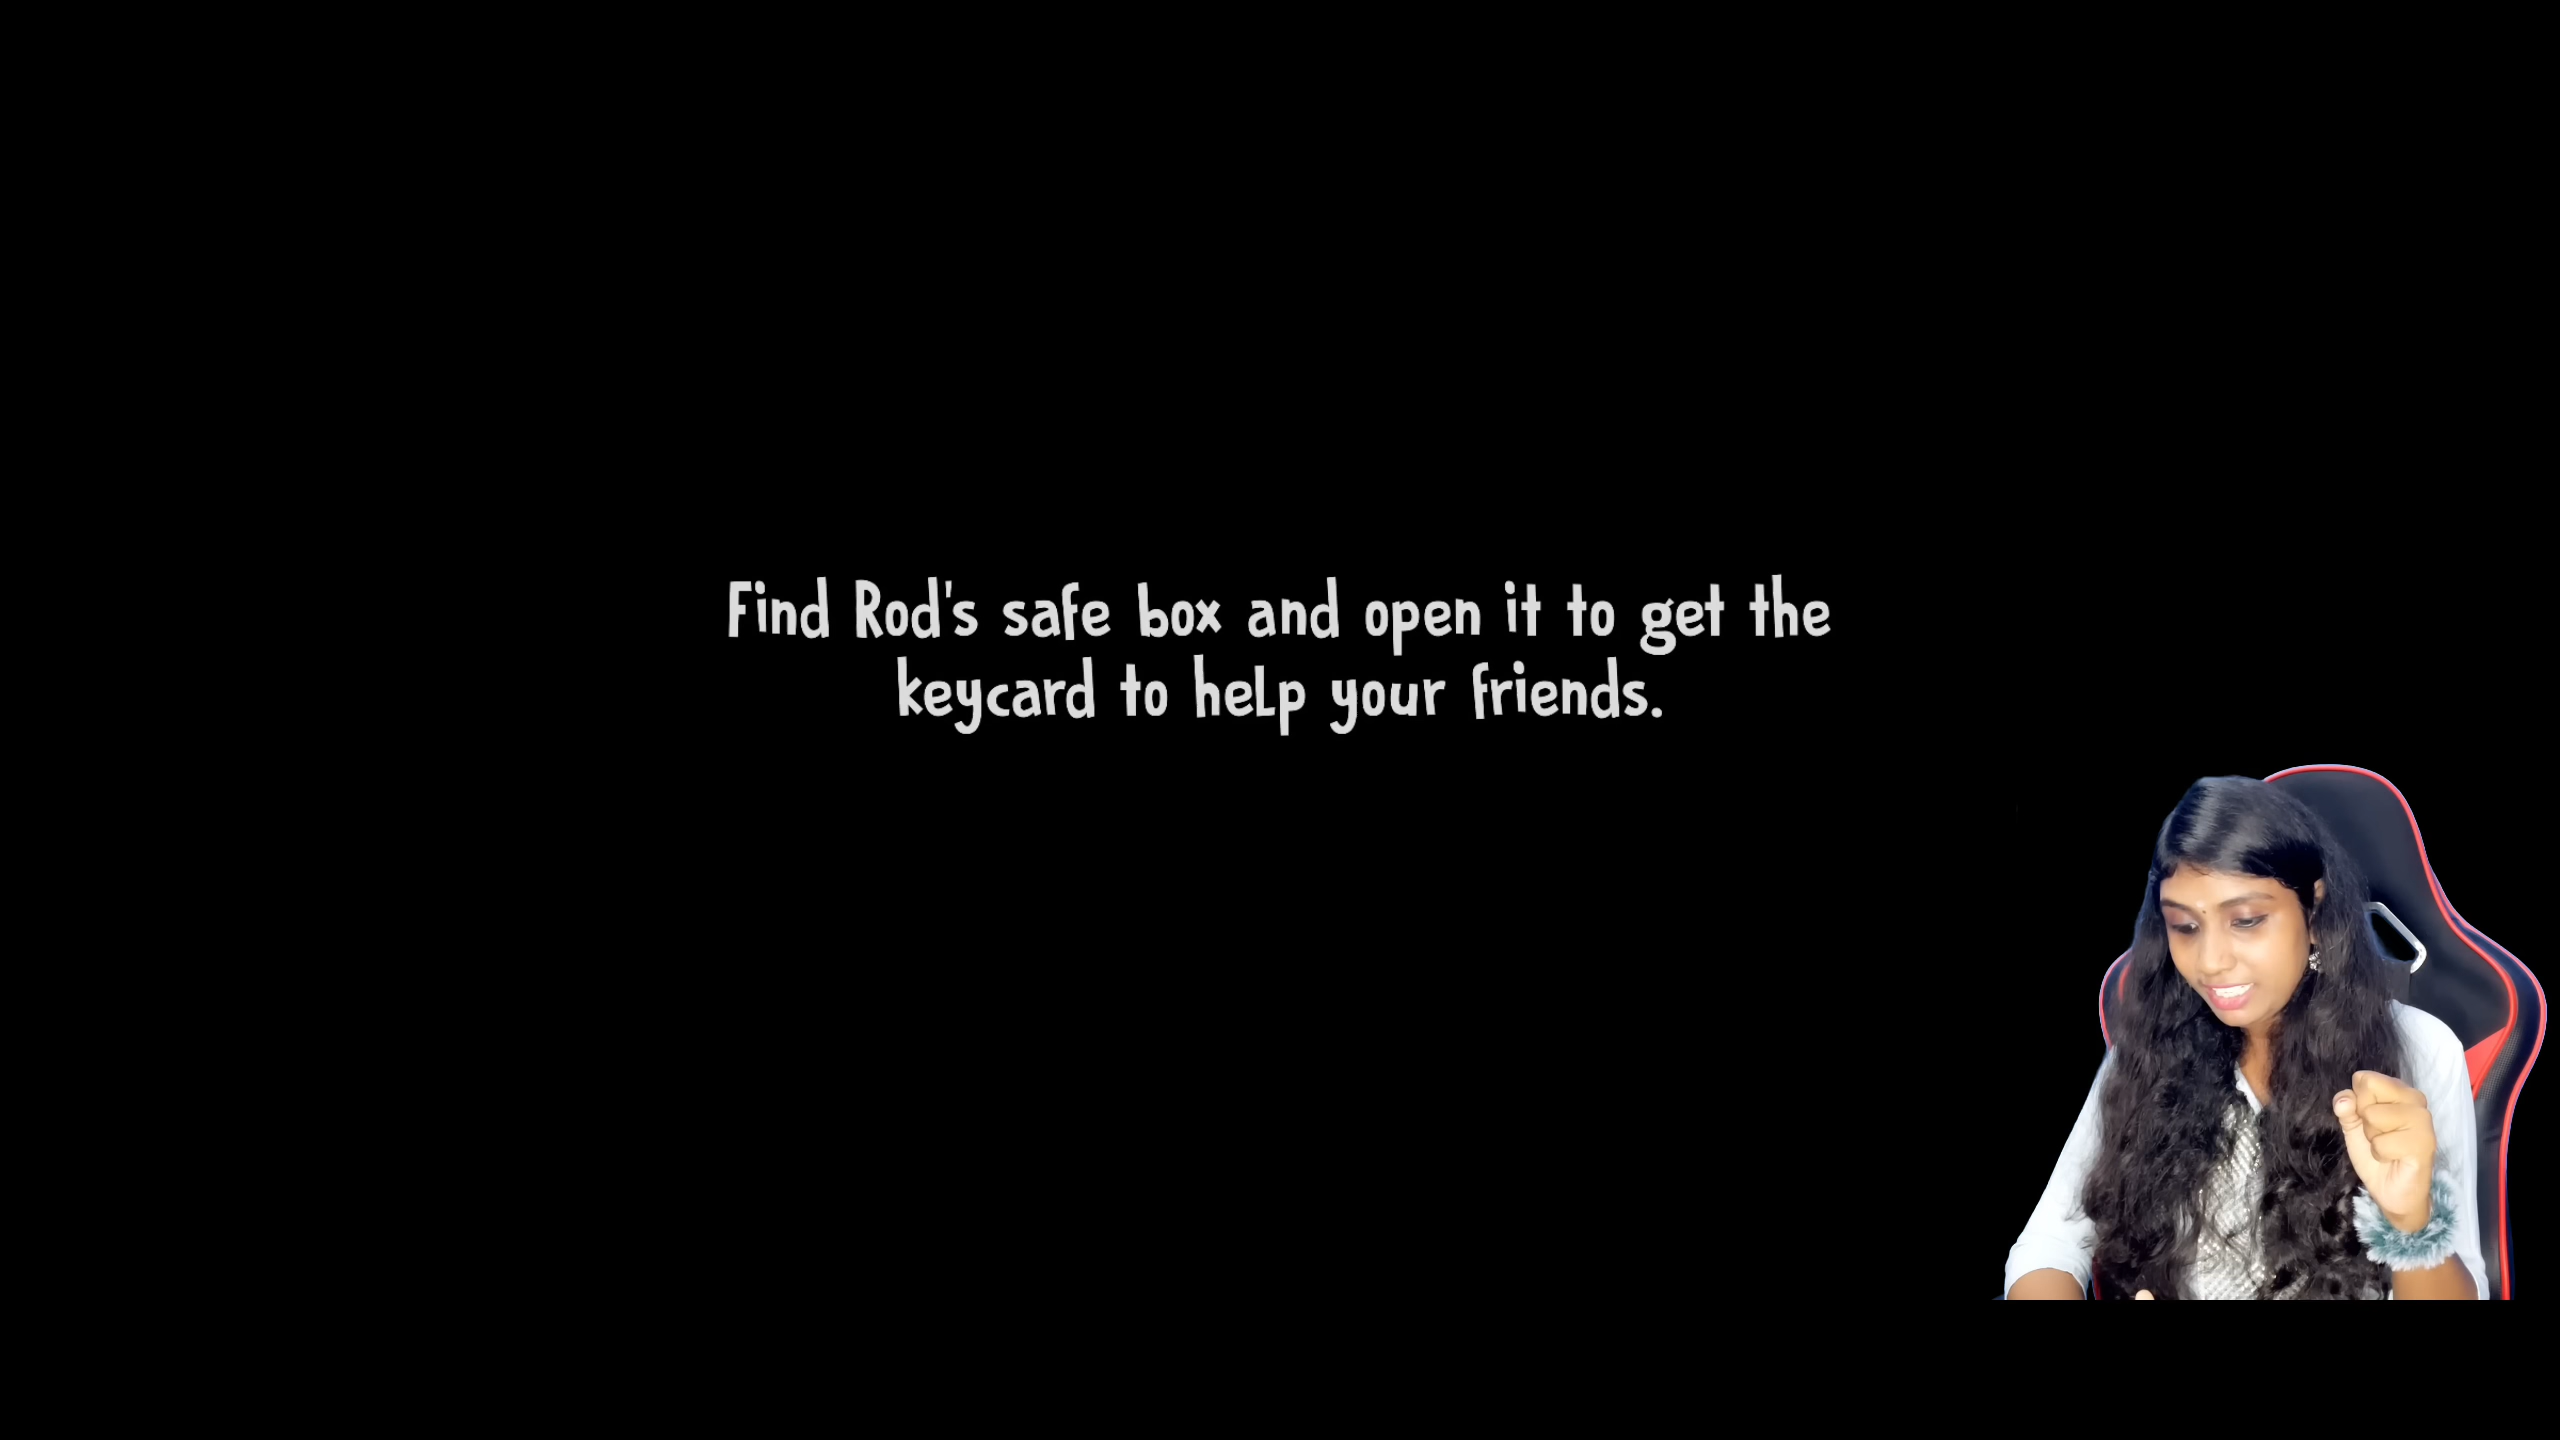 Find Rod's safe box and open it to get the
keycard to help your friends.